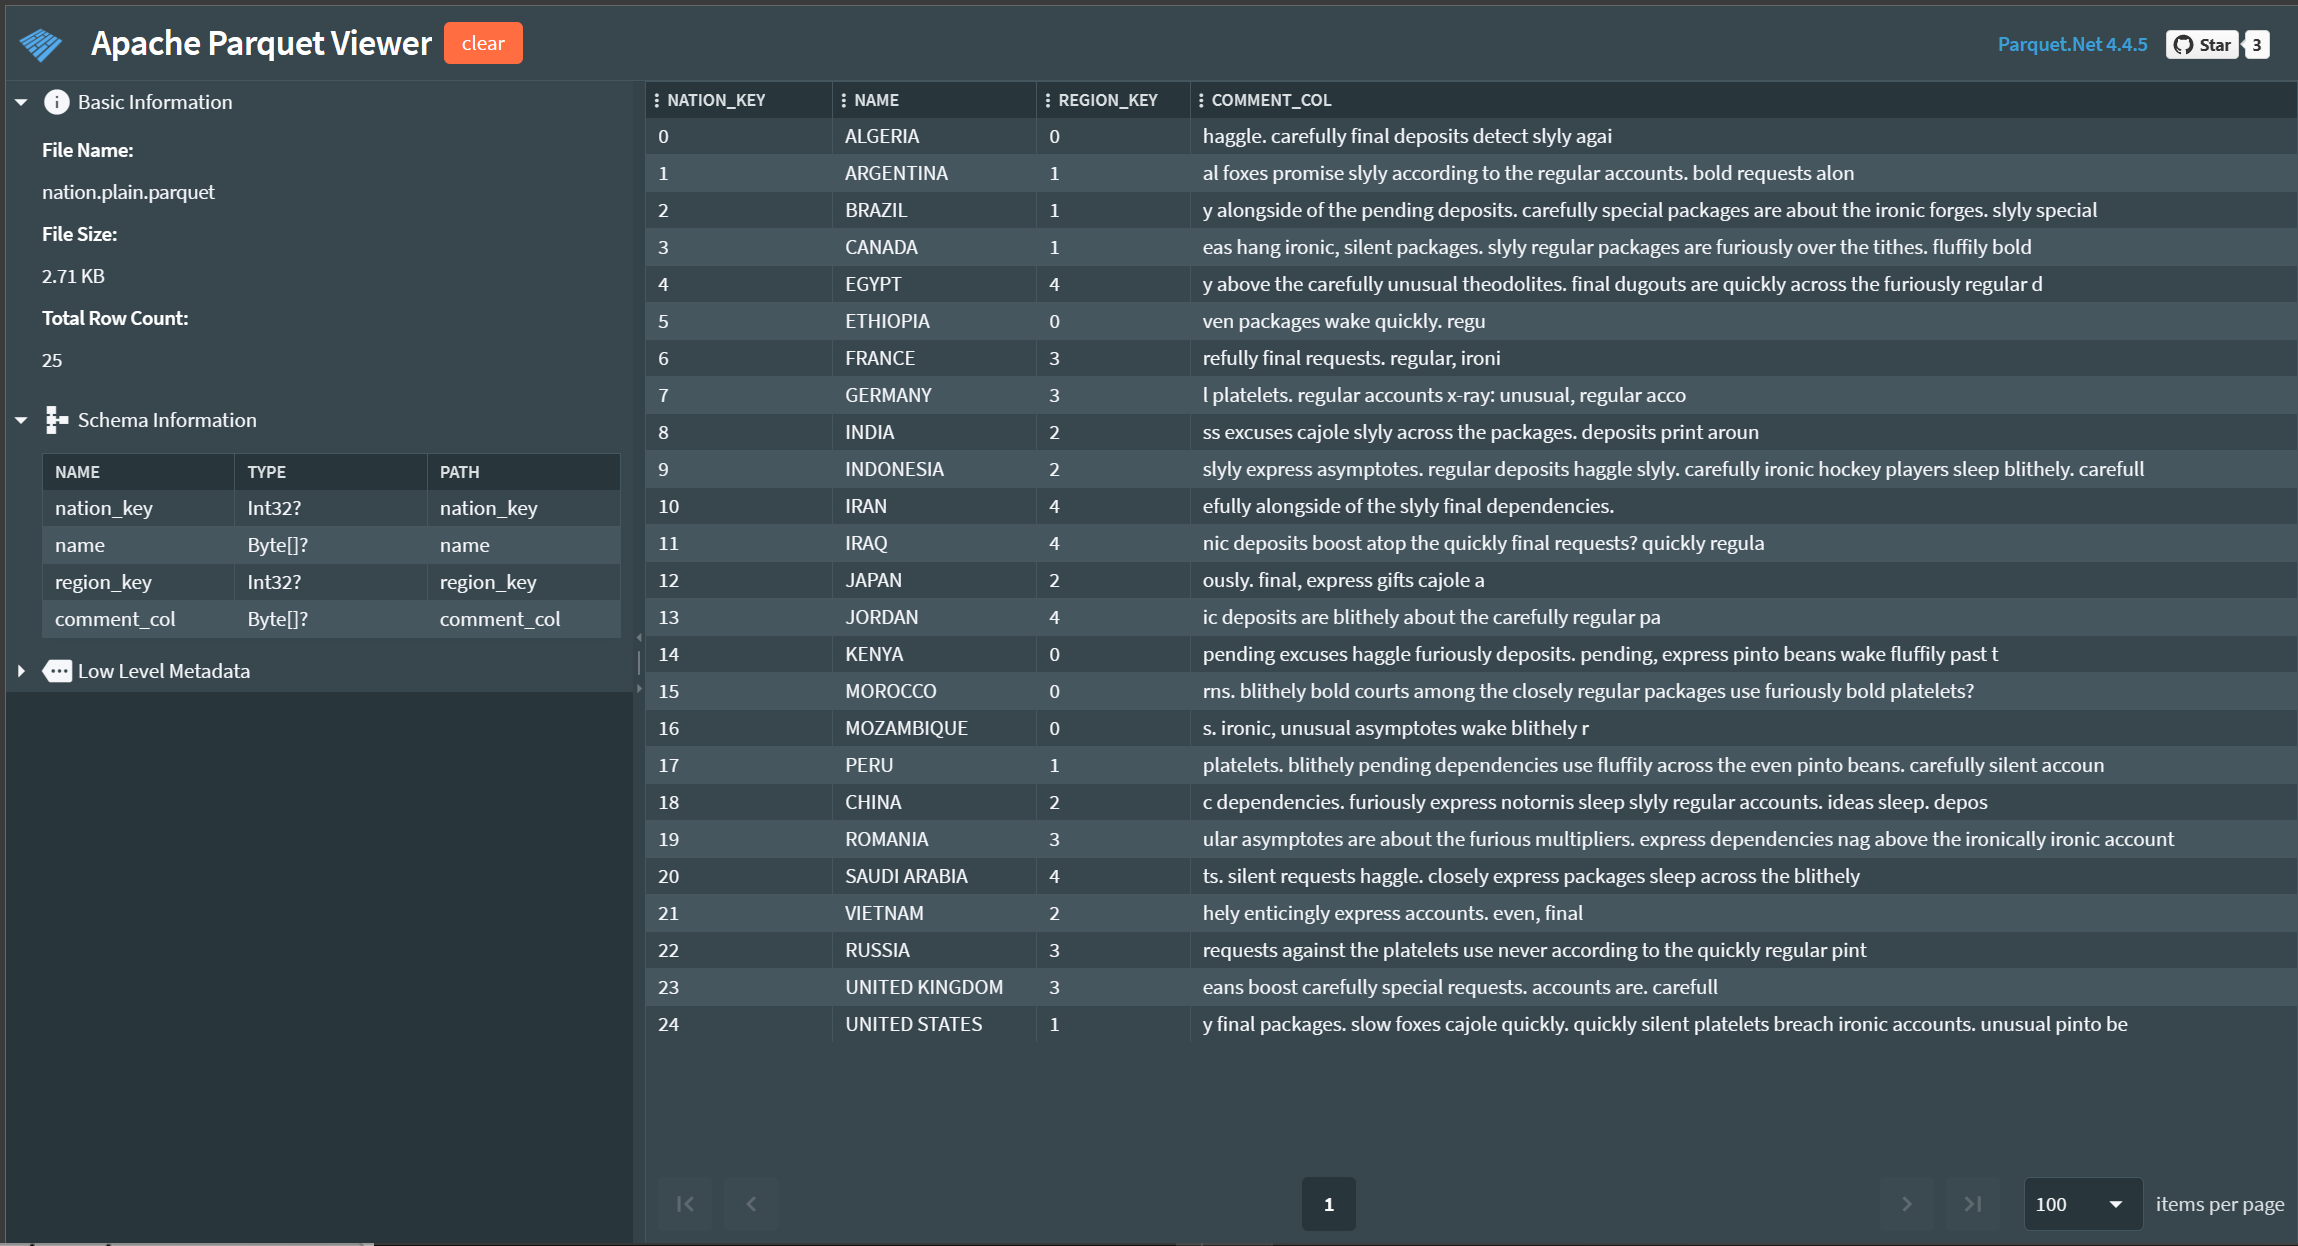 Apache Parquet Viewer clear Parquet.Net 4.4.5 Star 3
Basic Information
File Name:
nation.plain.parquet
File Size:
2.71 KB
Total Row Count:
25
Schema Information
NAME TYPE PATH
nation_key Int32? nation_key
name Byte[]? name
region_key Int32? region_key
comment_col Byte[]? comment_col
Low Level Metadata
NATION_KEY NAME REGION_KEY COMMENT_COL
0 ALGERIA 0 haggle. carefully final deposits detect slyly agai
1 ARGENTINA 1 al foxes promise slyly according to the regular accounts. bold requests alon
2 BRAZIL 1 y alongside of the pending deposits. carefully special packages are about the ironic forges. slyly special
3 CANADA 1 eas hang ironic, silent packages. slyly regular packages are furiously over the tithes. fluffily bold
4 EGYPT 4 y above the carefully unusual theodolites. final dugouts are quickly across the furiously regular d
5 ETHIOPIA 0 ven packages wake quickly. regu
6 FRANCE 3 refully final requests. regular, ironi
7 GERMANY 3 l platelets. regular accounts x-ray: unusual, regular acco
8 INDIA 2 ss excuses cajole slyly across the packages. deposits print aroun
9 INDONESIA 2 slyly express asymptotes. regular deposits haggle slyly. carefully ironic hockey players sleep blithely. carefull
10 IRAN 4 efully alongside of the slyly final dependencies.
11 IRAQ 4 nic deposits boost atop the quickly final requests? quickly regula
12 JAPAN 2 ously. final, express gifts cajole a
13 JORDAN 4 ic deposits are blithely about the carefully regular pa
14 KENYA 0 pending excuses haggle furiously deposits. pending, express pinto beans wake fluffily past t
15 MOROCCO 0 rns. blithely bold courts among the closely regular packages use furiously bold platelets?
16 MOZAMBIQUE 0 s. ironic, unusual asymptotes wake blithely r
17 PERU 1 platelets. blithely pending dependencies use fluffily across the even pinto beans. carefully silent accoun
18 CHINA 2 c dependencies. furiously express notornis sleep slyly regular accounts. ideas sleep. depos
19 ROMANIA 3 ular asymptotes are about the furious multipliers. express dependencies nag above the ironically ironic account
20 SAUDI ARABIA 4 ts. silent requests haggle. closely express packages sleep across the blithely
21 VIETNAM 2 hely enticingly express accounts. even, final
22 RUSSIA 3 requests against the platelets use never according to the quickly regular pint
23 UNITED KINGDOM 3 eans boost carefully special requests. accounts are. carefull
24 UNITED STATES 1 y final packages. slow foxes cajole quickly. quickly silent platelets breach ironic accounts. unusual pinto be
1 100 items per page